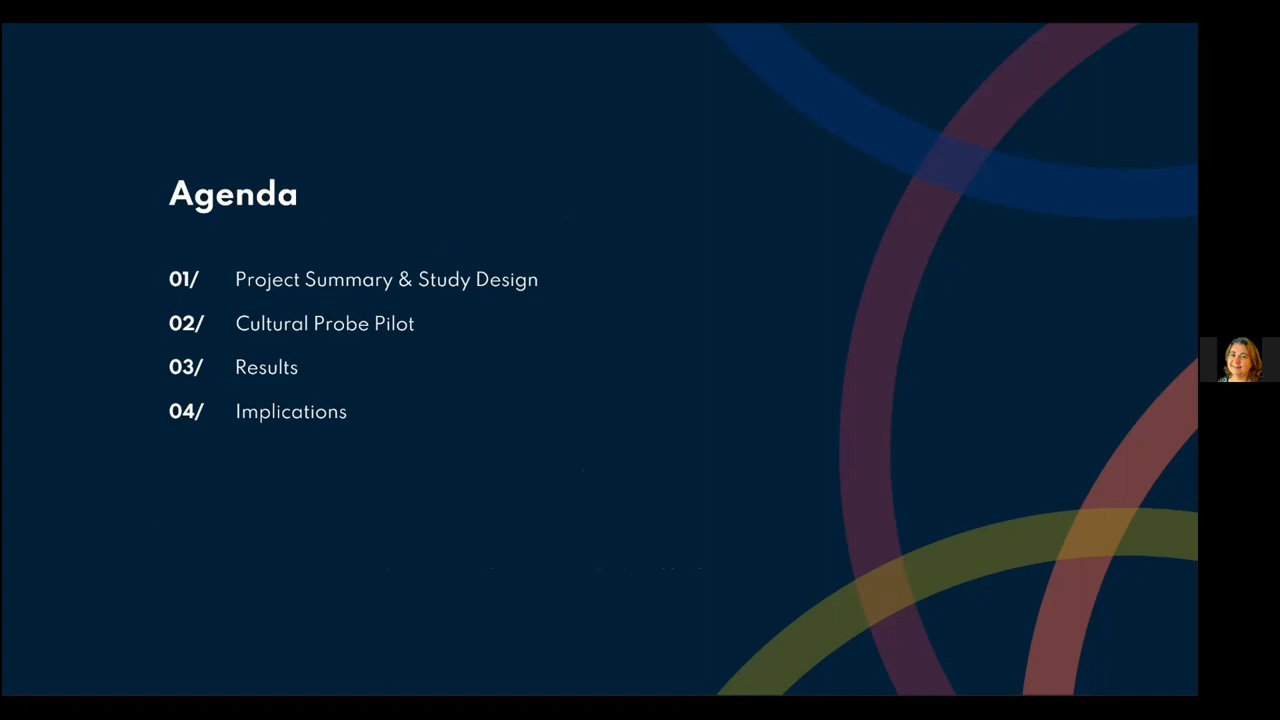 Agenda
01/ Project Summary & Study Design
02/ Cultural Probe Pilot
03/ Results
04/ Implications